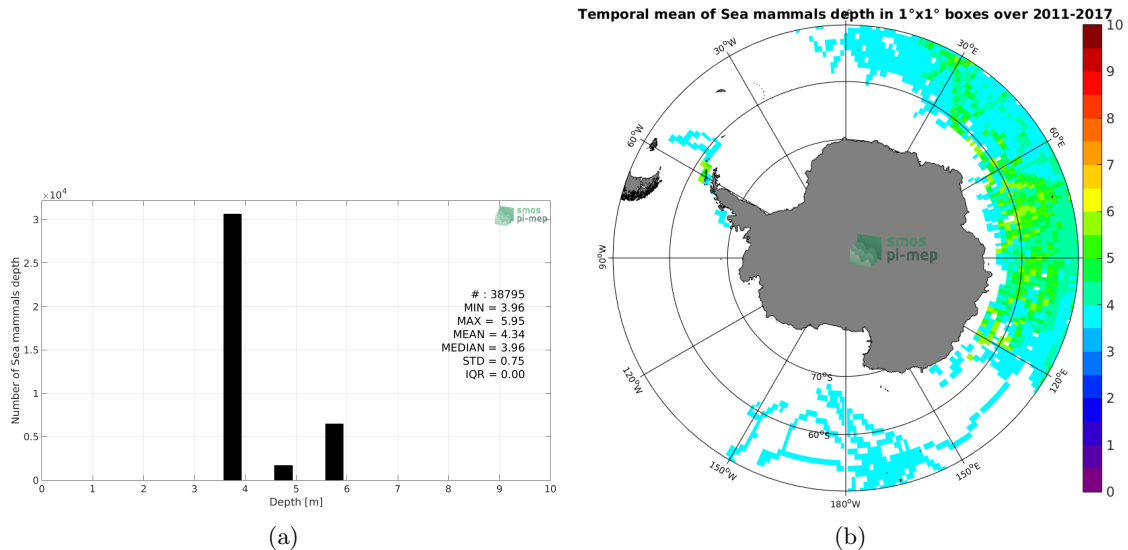 ×10⁴
3
2.5
2
1.5
1
0.5
0
0 1 2 3 4 5 6 7 8 9 10
Number of Sea mammals depth
Depth [m]
smos
pi-mep
# : 38795
MIN = 3.96
MAX = 5.95
MEAN = 4.34
MEDIAN = 3.96
STD = 0.75
IQR = 0.00
(a)
Temporal mean of Sea mammals depth in 1°x1° boxes over 2011-2017
30°W
30°E
60°W
60°E
90°W
smos
pi-mep
120°W
120°E
70°S
60°S
150°W
150°E
180°W
10
9
8
7
6
5
4
3
2
1
0
(b)